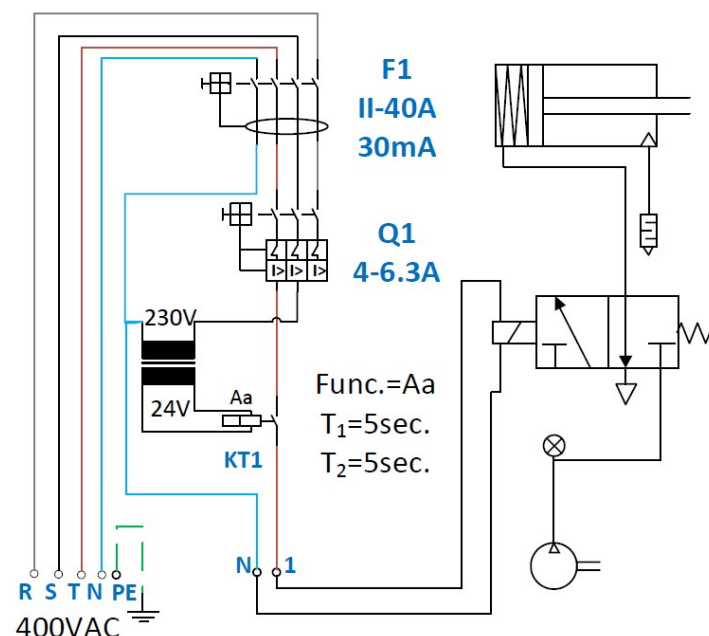 F1
II-40A
30mA
Q1
4-6.3A
I> I> I>
230V
24V
Aa
KT1
Func.=Aa
T₁=5sec.
T₂=5sec.
N 1
R S T N PE
400VAC